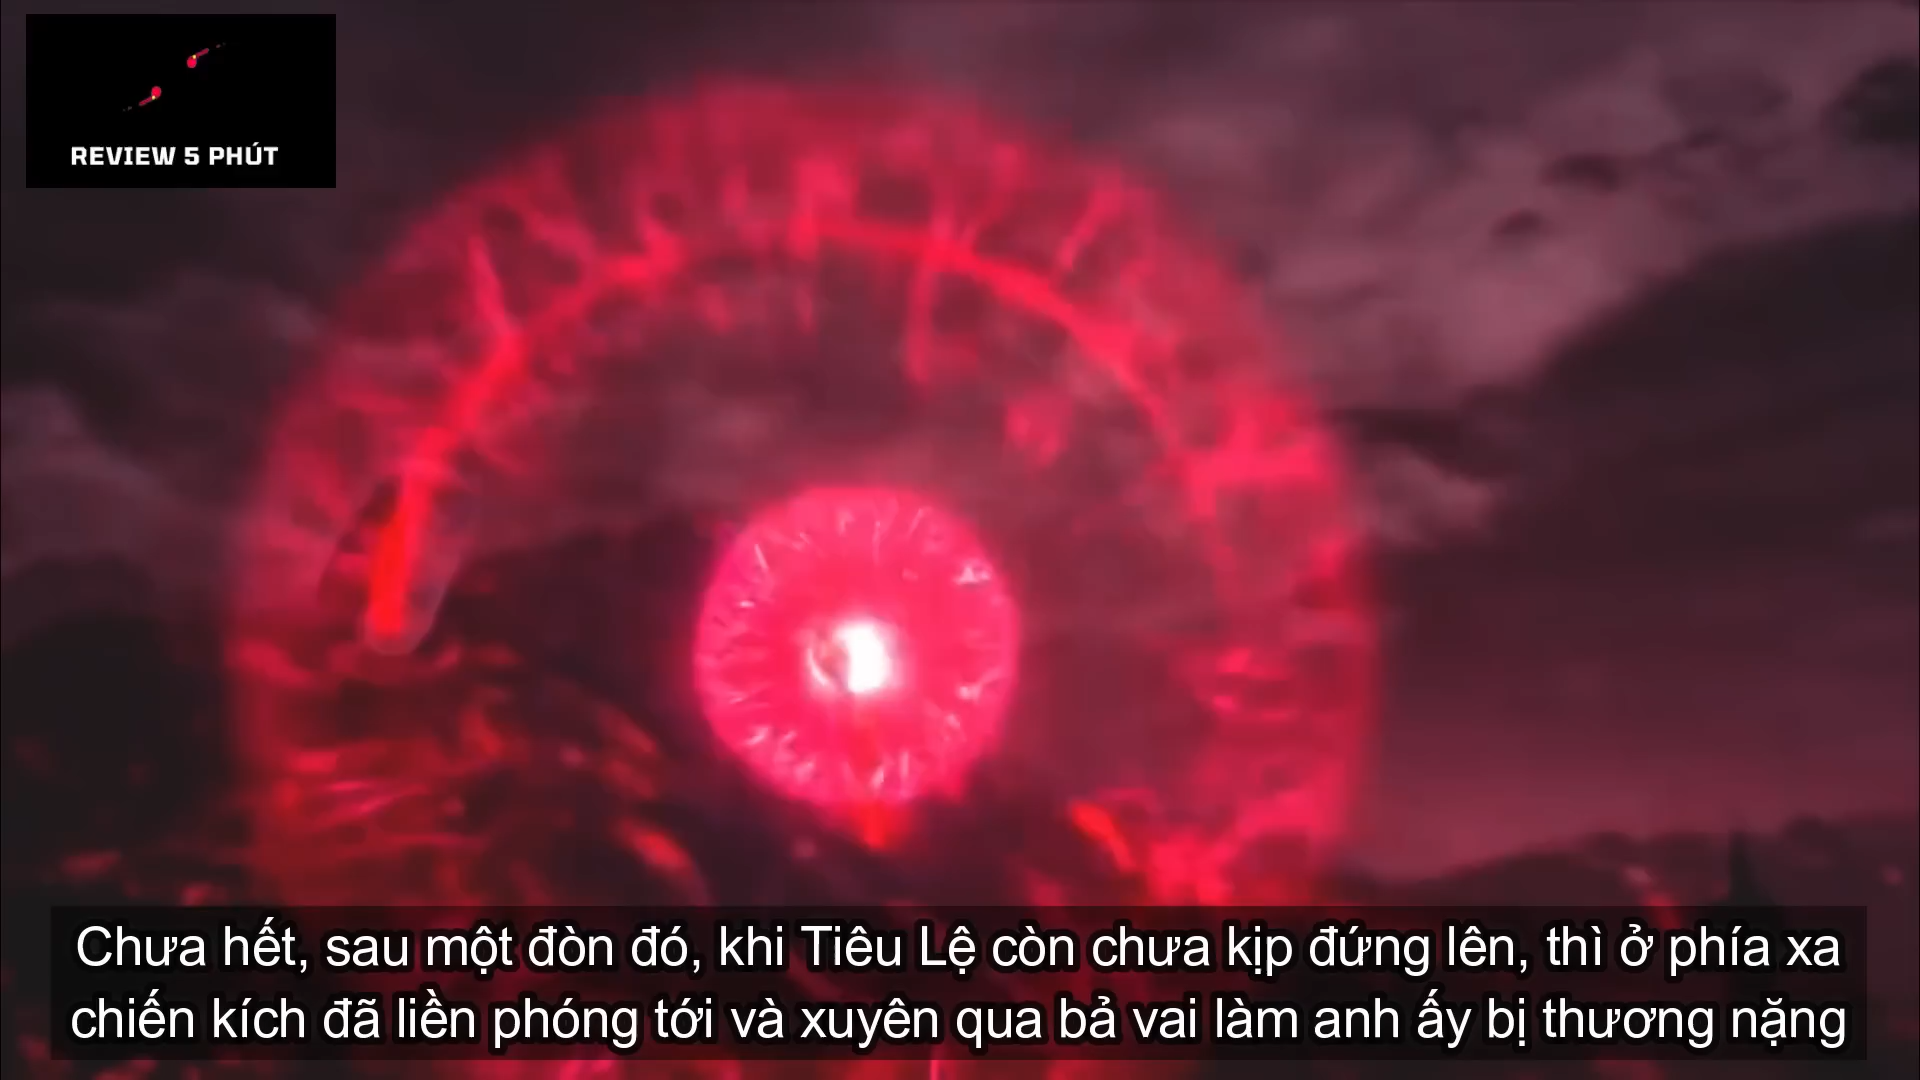 REVIEW 5 PHÚT
Chưa hết, sau một đòn đó, khi Tiêu Lệ còn chưa kịp đứng lên, thì ở phía xa
chiến kích đã liền phóng tới và xuyên qua bả vai làm anh ấy bị thương nặng